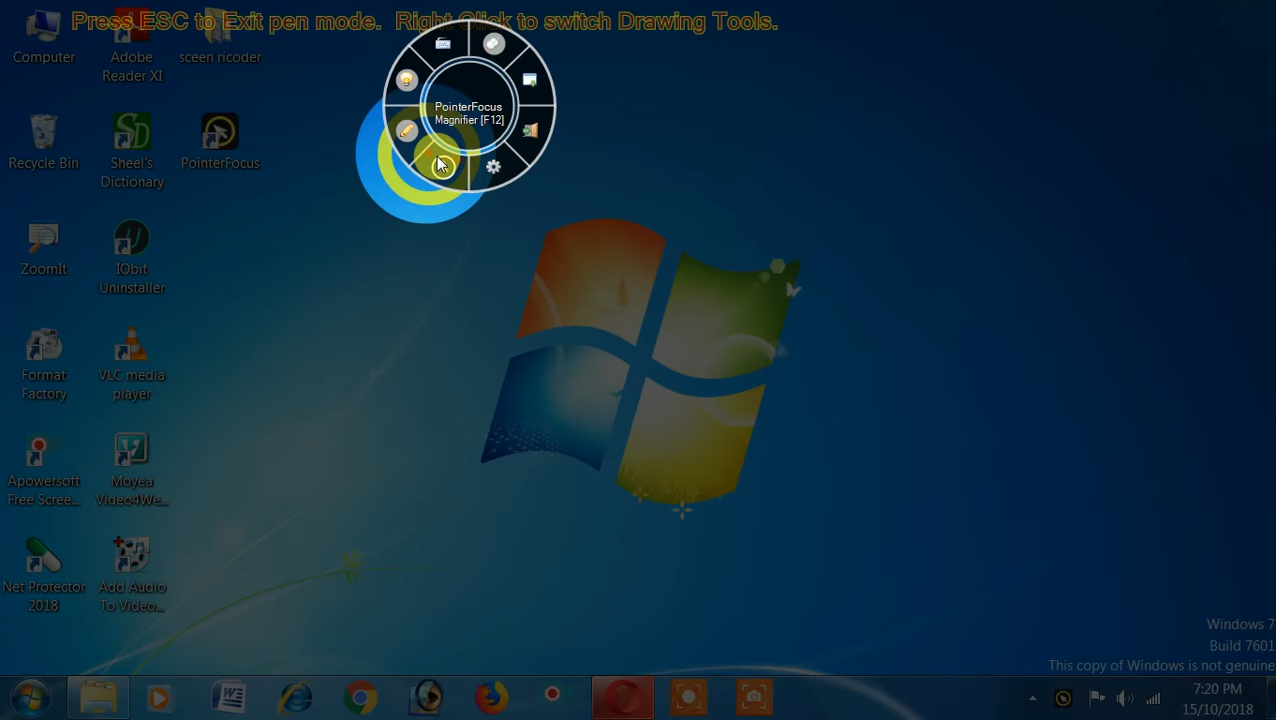 Press ESC to Exit pen mode.  Right Click to switch Drawing Tools.
Computer
Adobe
Reader XI
sceen ricoder
PointerFocus
Magnifier [F12]
Recycle Bin
Sheel's
Dictionary
PointerFocus
ZoomIt
IObit
Uninstaller
Format
Factory
VLC media
player
Apowersoft
Free Scree...
Moyea
Video4We...
Net Protector
2018
Add Audio
To Video...
Windows 7
Build 7601
This copy of Windows is not genuine
7:20 PM
15/10/2018